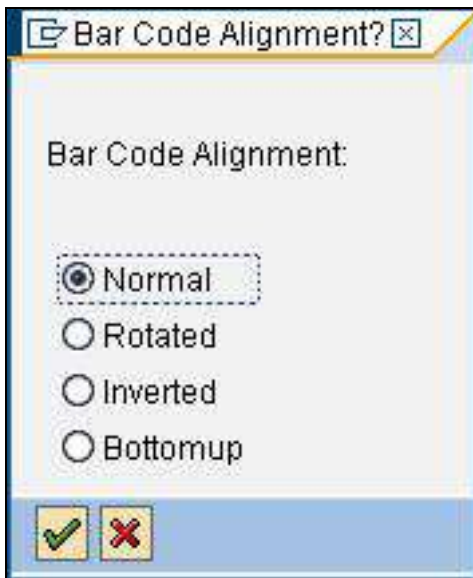 Bar Code Alignment?
Bar Code Alignment:
Normal
Rotated
Inverted
Bottomup